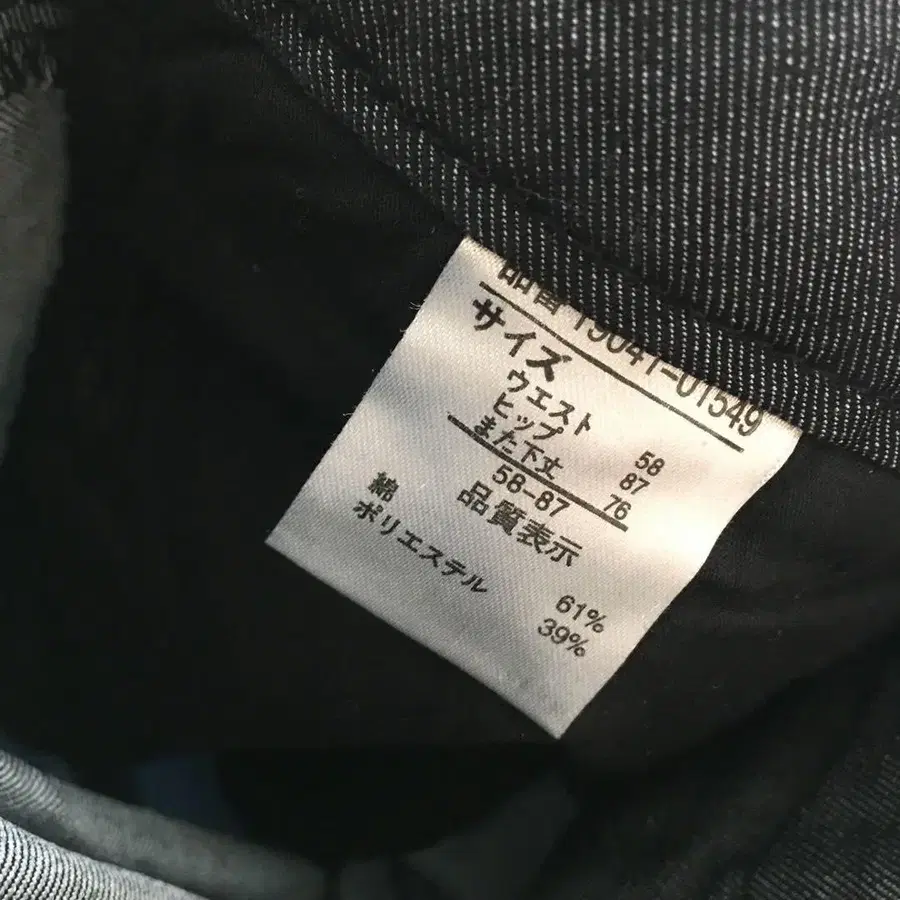 品番 19041-01549
サイズ
ウエスト 58
ヒップ 87
また下丈 76
58-87
品質表示
綿 61%
ポリエステル 39%